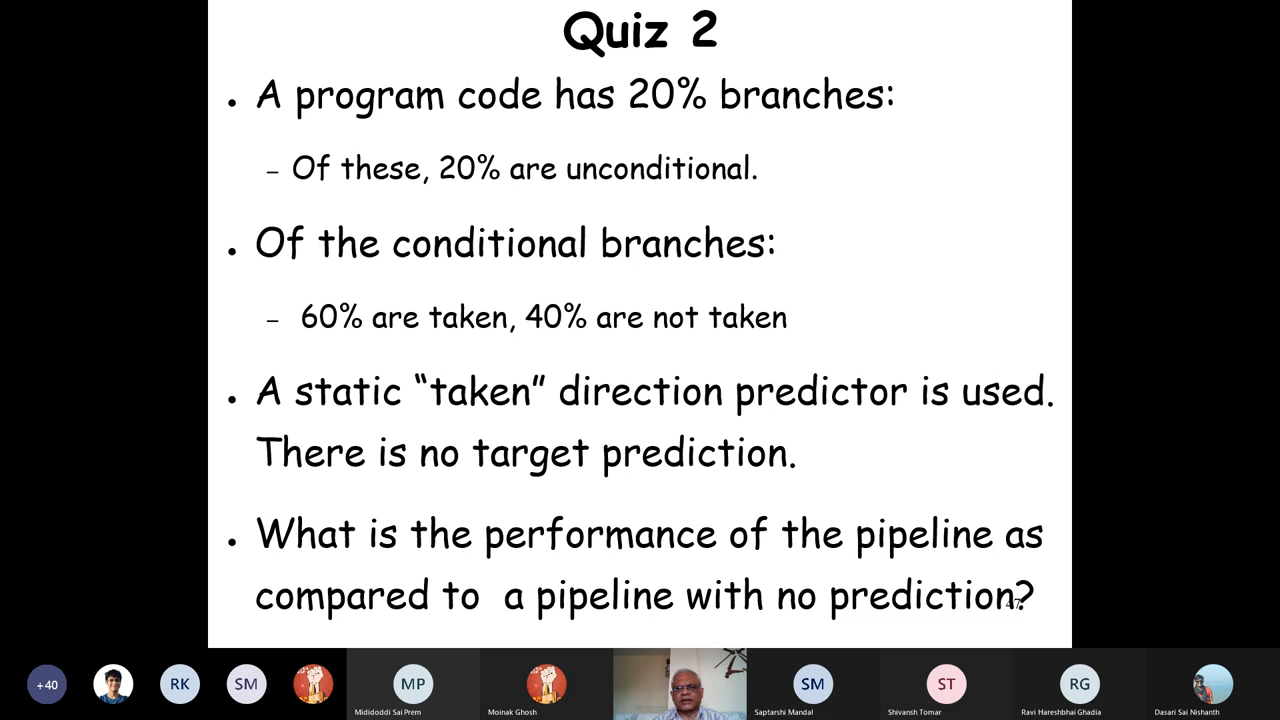 Quiz 2
• A program code has 20% branches:
– Of these, 20% are unconditional.
• Of the conditional branches:
– 60% are taken, 40% are not taken
• A static “taken” direction predictor is used.
There is no target prediction.
• What is the performance of the pipeline as
compared to a pipeline with no prediction?
47
+40
RK
SM
MP
SM
ST
RG
Mididoddi Sai Prem
Moinak Ghosh
Saptarshi Mandal
Shivansh Tomar
Ravi Hareshbhai Ghadia
Dasari Sai Nishanth